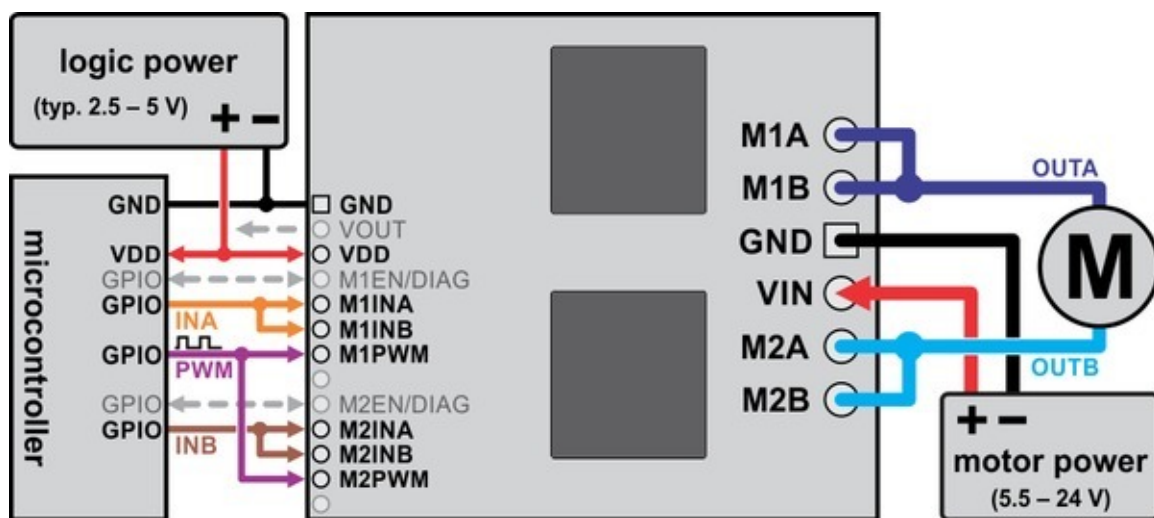 logic power
(typ. 2.5 – 5 V)
+ −
microcontroller
GND
VDD
GPIO
GPIO
INA
GPIO
PWM
GPIO
GPIO
INB
GND
VOUT
VDD
M1EN/DIAG
M1INA
M1INB
M1PWM
M2EN/DIAG
M2INA
M2INB
M2PWM
M1A
M1B
GND
VIN
M2A
M2B
OUTA
M
OUTB
+ −
motor power
(5.5 – 24 V)